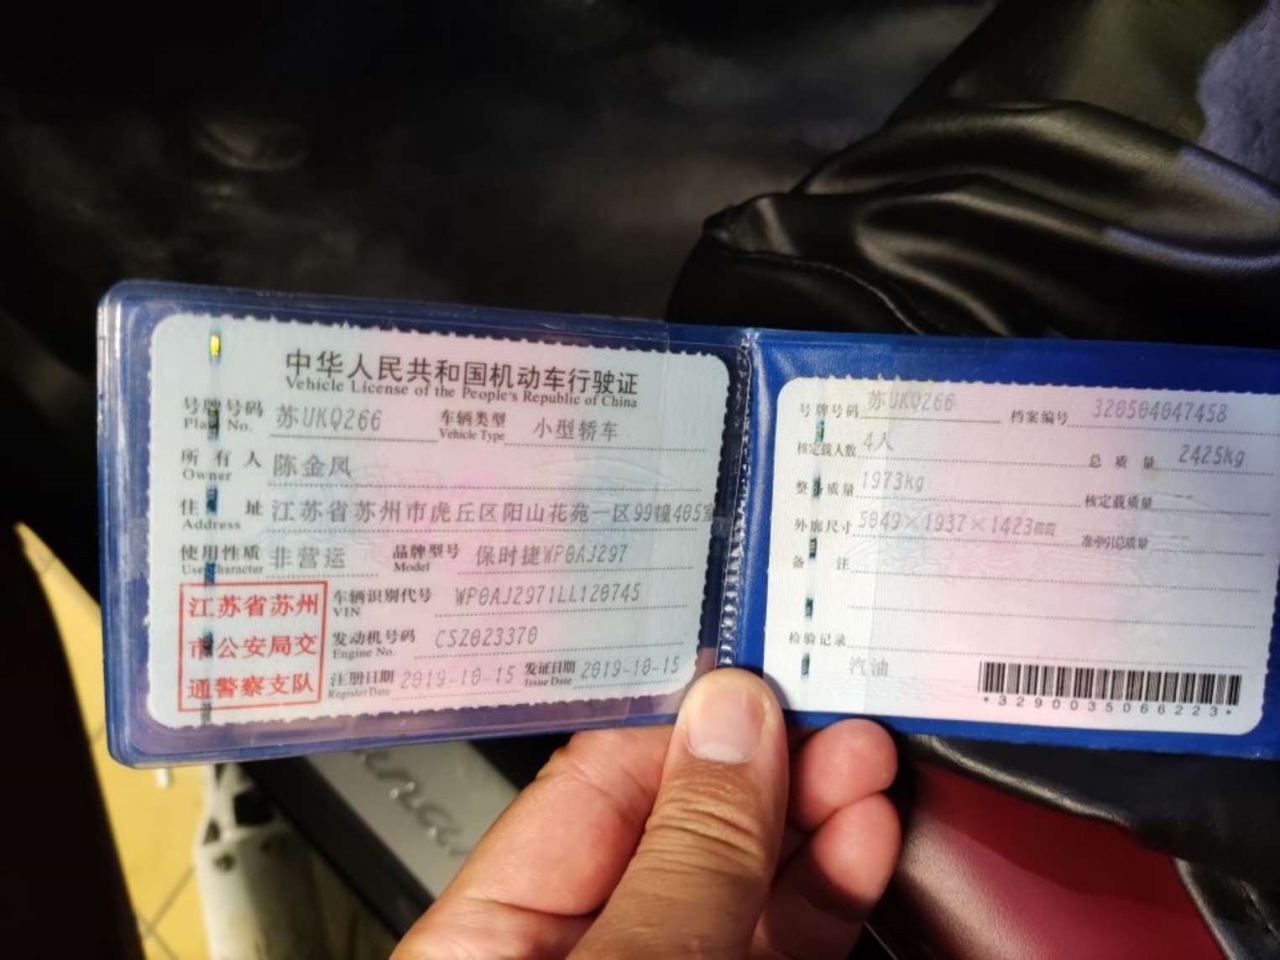 中华人民共和国机动车行驶证
Vehicle License of the People's Republic of China
号牌号码 苏UKQ266 车辆类型 小型轿车
Plate No. Vehicle Type
所有人 陈金凤
Owner
住址 江苏省苏州市虎丘区阳山花苑一区99幢405室
Address
使用性质 非营运 品牌型号 保时捷WP0AJ297
Use Character Model
江苏省苏州
市公安局交
通警察支队
车辆识别代号 WP0AJ2971LL120745
VIN
发动机号码 CSZ023370
Engine No.
注册日期 2019-10-15 发证日期 2019-10-15
Register Date Issue Date
号牌号码 苏UKQ266 档案编号 320504047458
核定载人数 4人 总质量 2425kg
整备质量 1973kg 核定载质量 --
外廓尺寸 5049×1937×1423mm 准牵引总质量 --
备注
检验记录
汽油
*3290035066223*